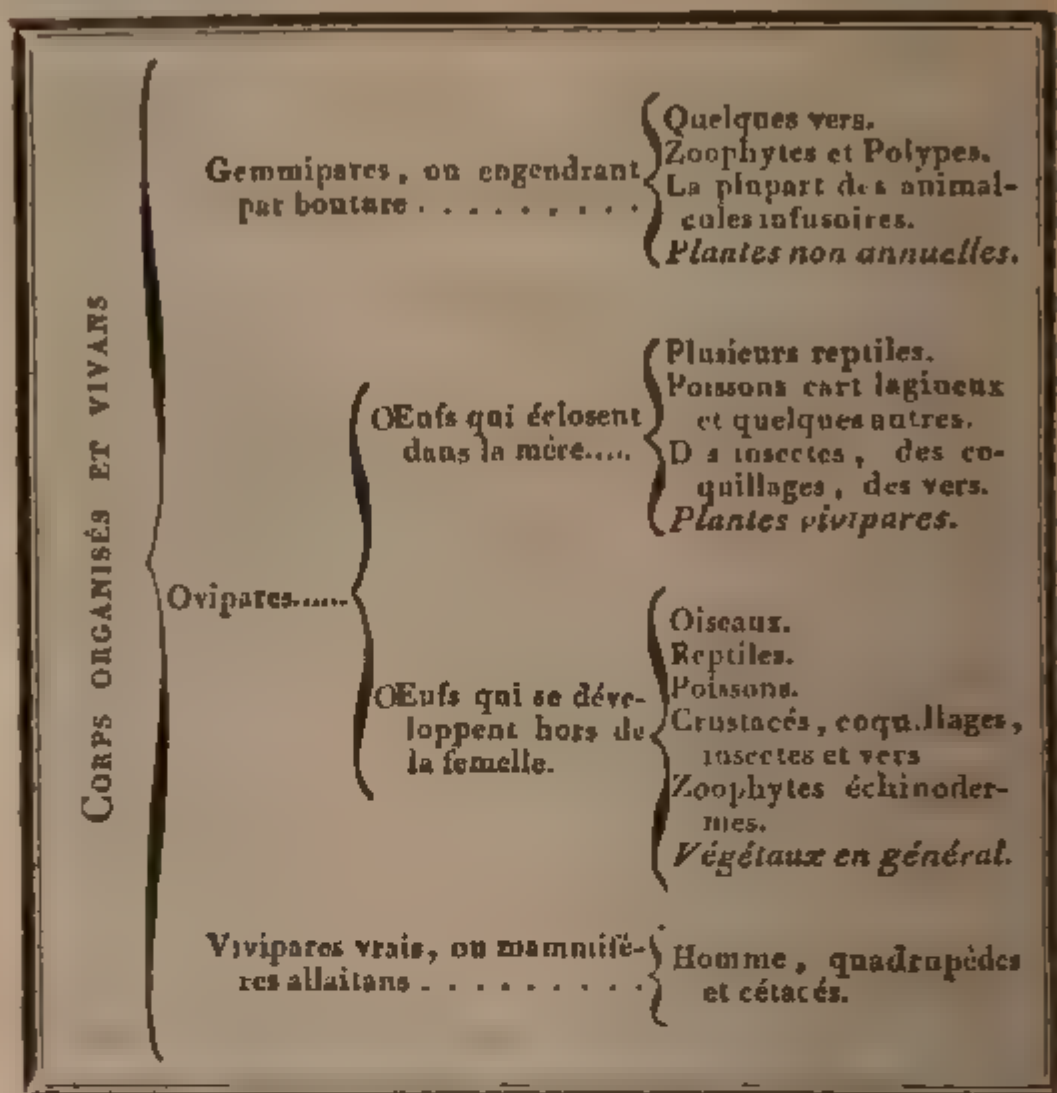 CORPS ORGANISÉS ET VIVANS
Gemmipares, ou engendrant
par bouture . . . . . . . . .
Quelques vers.
Zoophytes et Polypes.
La plupart des animal-
cules infusoires.
Plantes non annuelles.
Ovipares.....
OEufs qui éclosent
dans la mère.....
Plusieurs reptiles.
Poissons cartilagineux
et quelques autres.
Des insectes, des co-
quillages, des vers.
Plantes vivipares.
OEufs qui se déve-
loppent hors de
la femelle.
Oiseaux.
Reptiles.
Poissons.
Crustacés, coquillages,
insectes et vers
Zoophytes échinoder-
mes.
Végétaux en général.
Vivipares vrais, ou mammifè-
res allaitans . . . . . . . . .
Homme, quadrupèdes
et cétacés.